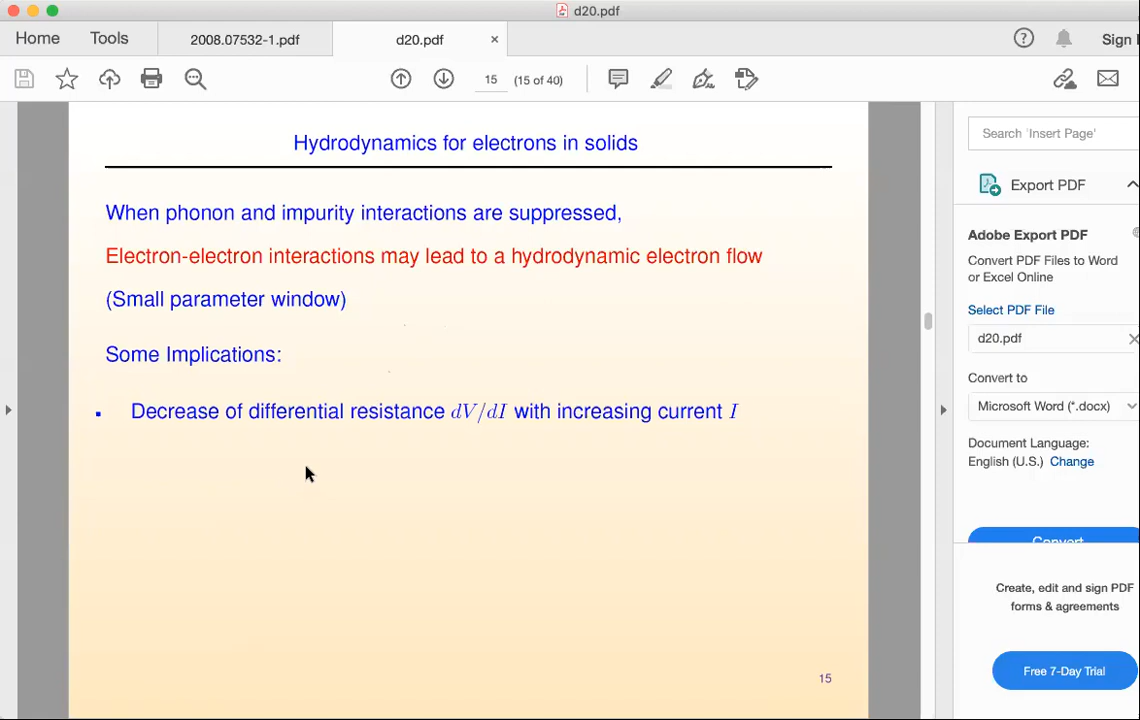 d20.pdf
Home
Tools
2008.07532-1.pdf
d20.pdf
×
Sign
15
(15 of 40)
Hydrodynamics for electrons in solids
When phonon and impurity interactions are suppressed,
Electron-electron interactions may lead to a hydrodynamic electron flow
(Small parameter window)
Some Implications:
Decrease of differential resistance dV/dI with increasing current I
15
Search 'Insert Page'
Export PDF
Adobe Export PDF
Convert PDF Files to Word
or Excel Online
Select PDF File
d20.pdf
Convert to
Microsoft Word (*.docx)
Document Language:
English (U.S.) Change
Convert
Create, edit and sign PDF
forms & agreements
Free 7-Day Trial